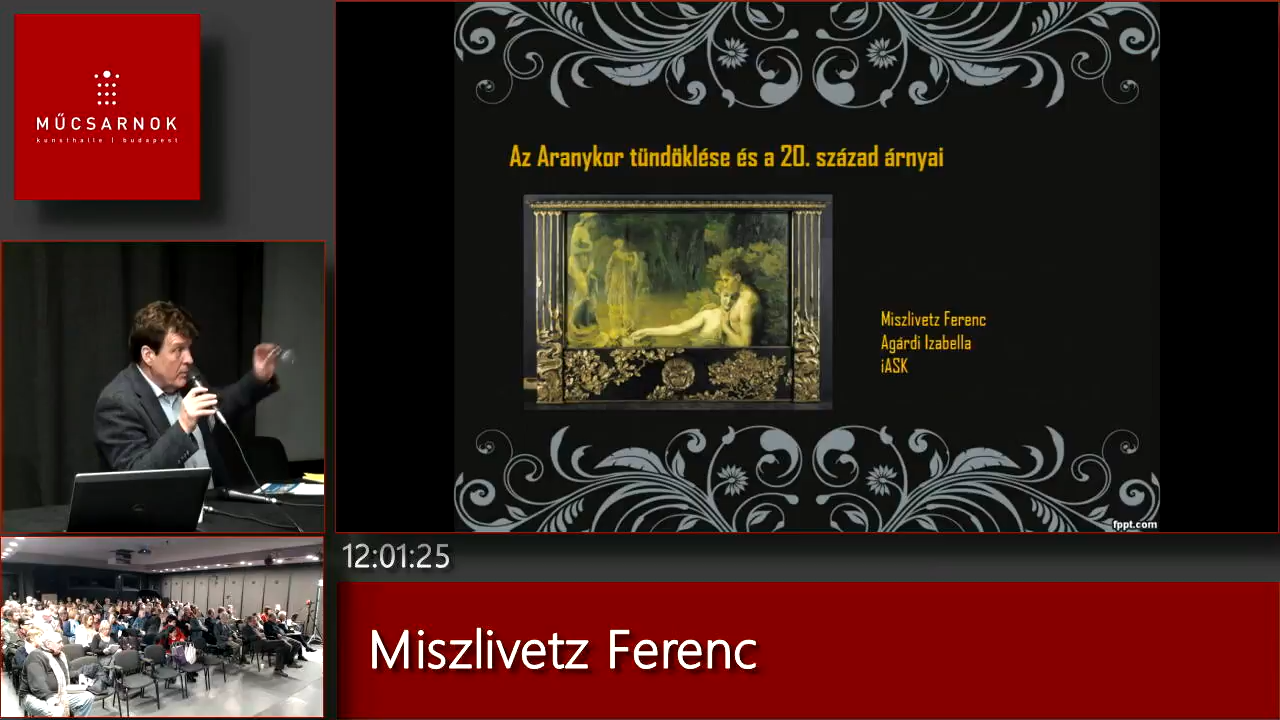 MŰCSARNOK
kunsthalle | budapest
Az Aranykor tündöklése és a 20. század árnyai
Miszlivetz Ferenc
Agárdi Izabella
iASK
fppt.com
12:01:25
Miszlivetz Ferenc